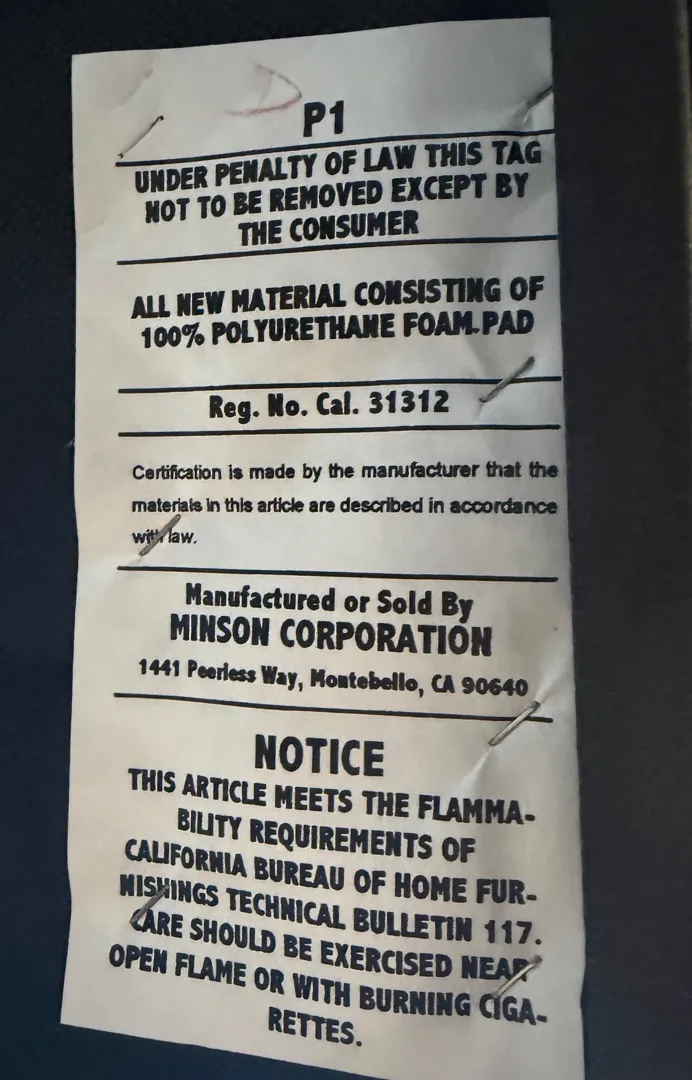 P1
UNDER PENALTY OF LAW THIS TAG
NOT TO BE REMOVED EXCEPT BY
THE CONSUMER
ALL NEW MATERIAL CONSISTING OF
100% POLYURETHANE FOAM.PAD
Reg. No. Cal. 31312
Certification is made by the manufacturer that the
materials in this article are described in accordance
with law.
Manufactured or Sold By
MINSON CORPORATION
1441 Peerless Way, Montebello, CA 90640
NOTICE
THIS ARTICLE MEETS THE FLAMMA-
BILITY REQUIREMENTS OF
CALIFORNIA BUREAU OF HOME FUR-
NISHINGS TECHNICAL BULLETIN 117.
CARE SHOULD BE EXERCISED NEAR
OPEN FLAME OR WITH BURNING CIGA-
RETTES.